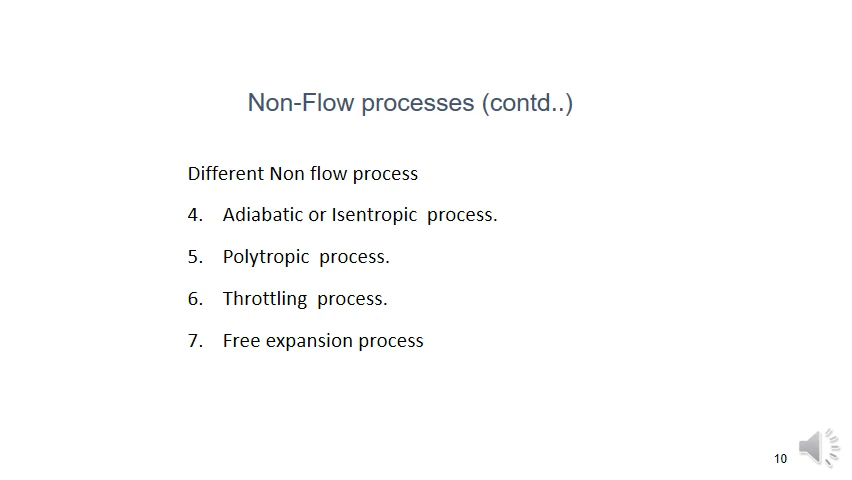 Non-Flow processes (contd..)
Different Non flow process
4. Adiabatic or Isentropic process.
5. Polytropic process.
6. Throttling process.
7. Free expansion process
10